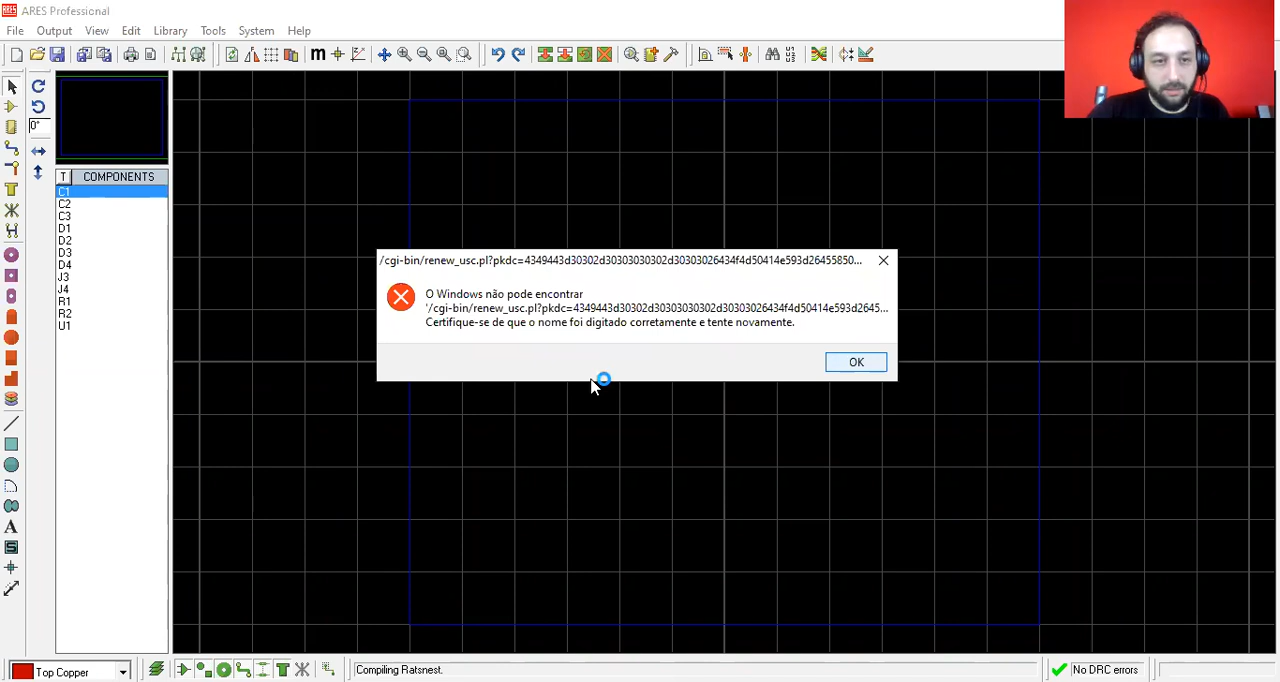 ARES Professional
File Output View Edit Library Tools System Help
0°
T COMPONENTS
C1
C2
C3
D1
D2
D3
D4
J3
J4
R1
R2
U1
/cgi-bin/renew_usc.pl?pkdc=4349443d30302d30303030302d30303026434f4d50414e593d26455850...
O Windows não pode encontrar
'/cgi-bin/renew_usc.pl?pkdc=4349443d30302d30303030302d30303026434f4d50414e593d2645...
Certifique-se de que o nome foi digitado corretamente e tente novamente.
OK
Top Copper
Compiling Ratsnest.
No DRC errors